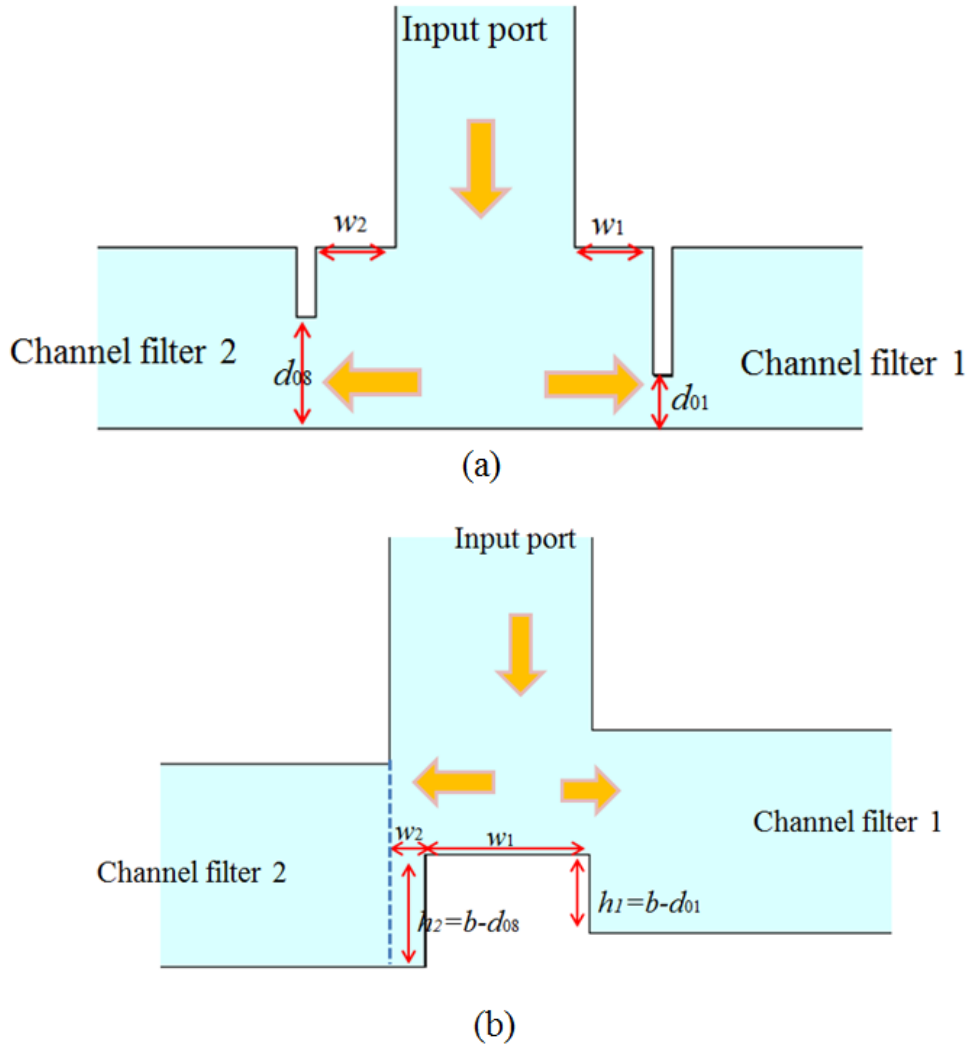 Input port
w2 w1
Channel filter 2 Channel filter 1
d08 d01
(a)
Input port
w2 w1 Channel filter 1
Channel filter 2 h2=b-d08 h1=b-d01
(b)